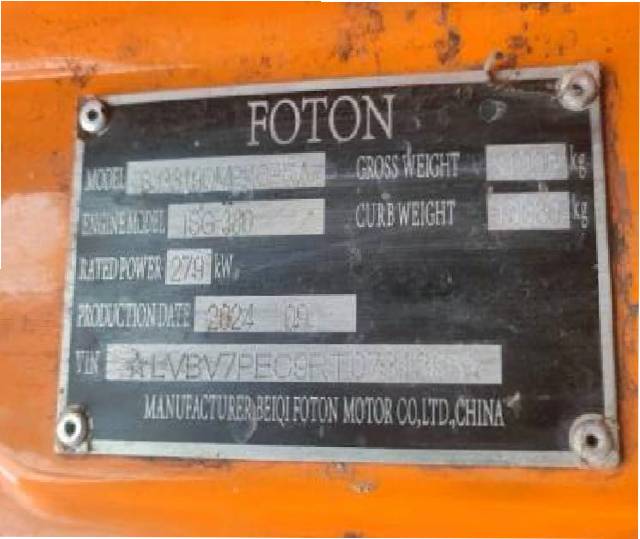 FOTON
MODEL
GROSS WEIGHT kg
ENGINE MODEL ISG-380
CURB WEIGHT kg
RATED POWER 279 kW
PRODUCTION DATE 2024 09
VIN
MANUFACTURER:BEIQI FOTON MOTOR CO,LTD,CHINA